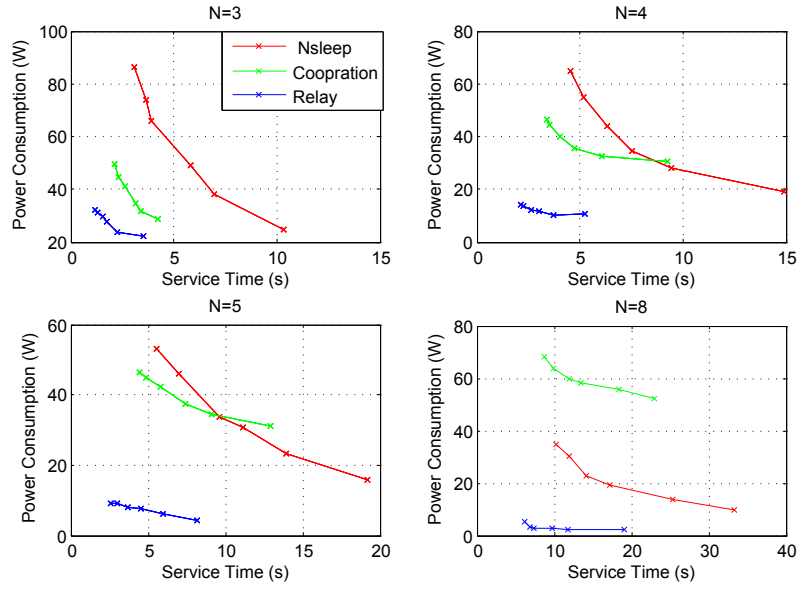 N=3
Power Consumption (W)
100
80
60
40
20
0
5
10
15
Service Time (s)
Nsleep
Coopration
Relay
N=4
Power Consumption (W)
80
60
40
20
0
0
5
10
15
Service Time (s)
N=5
Power Consumption (W)
60
40
20
0
0
5
10
15
20
Service Time (s)
N=8
Power Consumption (W)
80
60
40
20
0
0
10
20
30
40
Service Time (s)